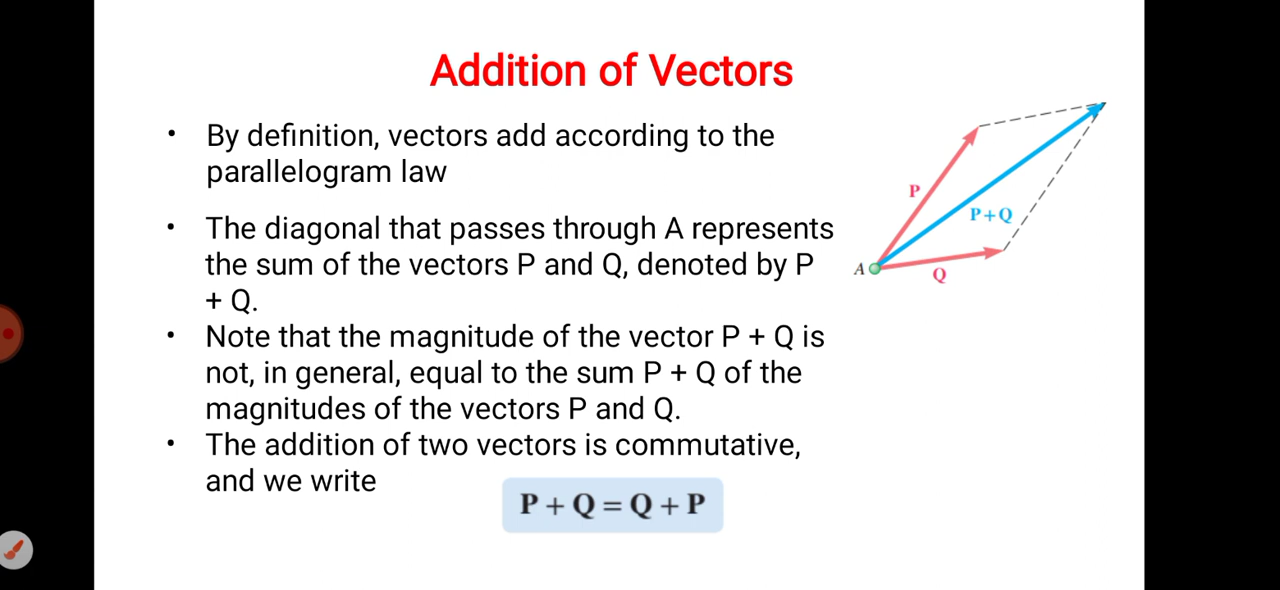 Addition of Vectors
• By definition, vectors add according to the
parallelogram law
• The diagonal that passes through A represents
the sum of the vectors P and Q, denoted by P
+ Q.
• Note that the magnitude of the vector P + Q is
not, in general, equal to the sum P + Q of the
magnitudes of the vectors P and Q.
• The addition of two vectors is commutative,
and we write
P + Q = Q + P
P
P+Q
A
Q